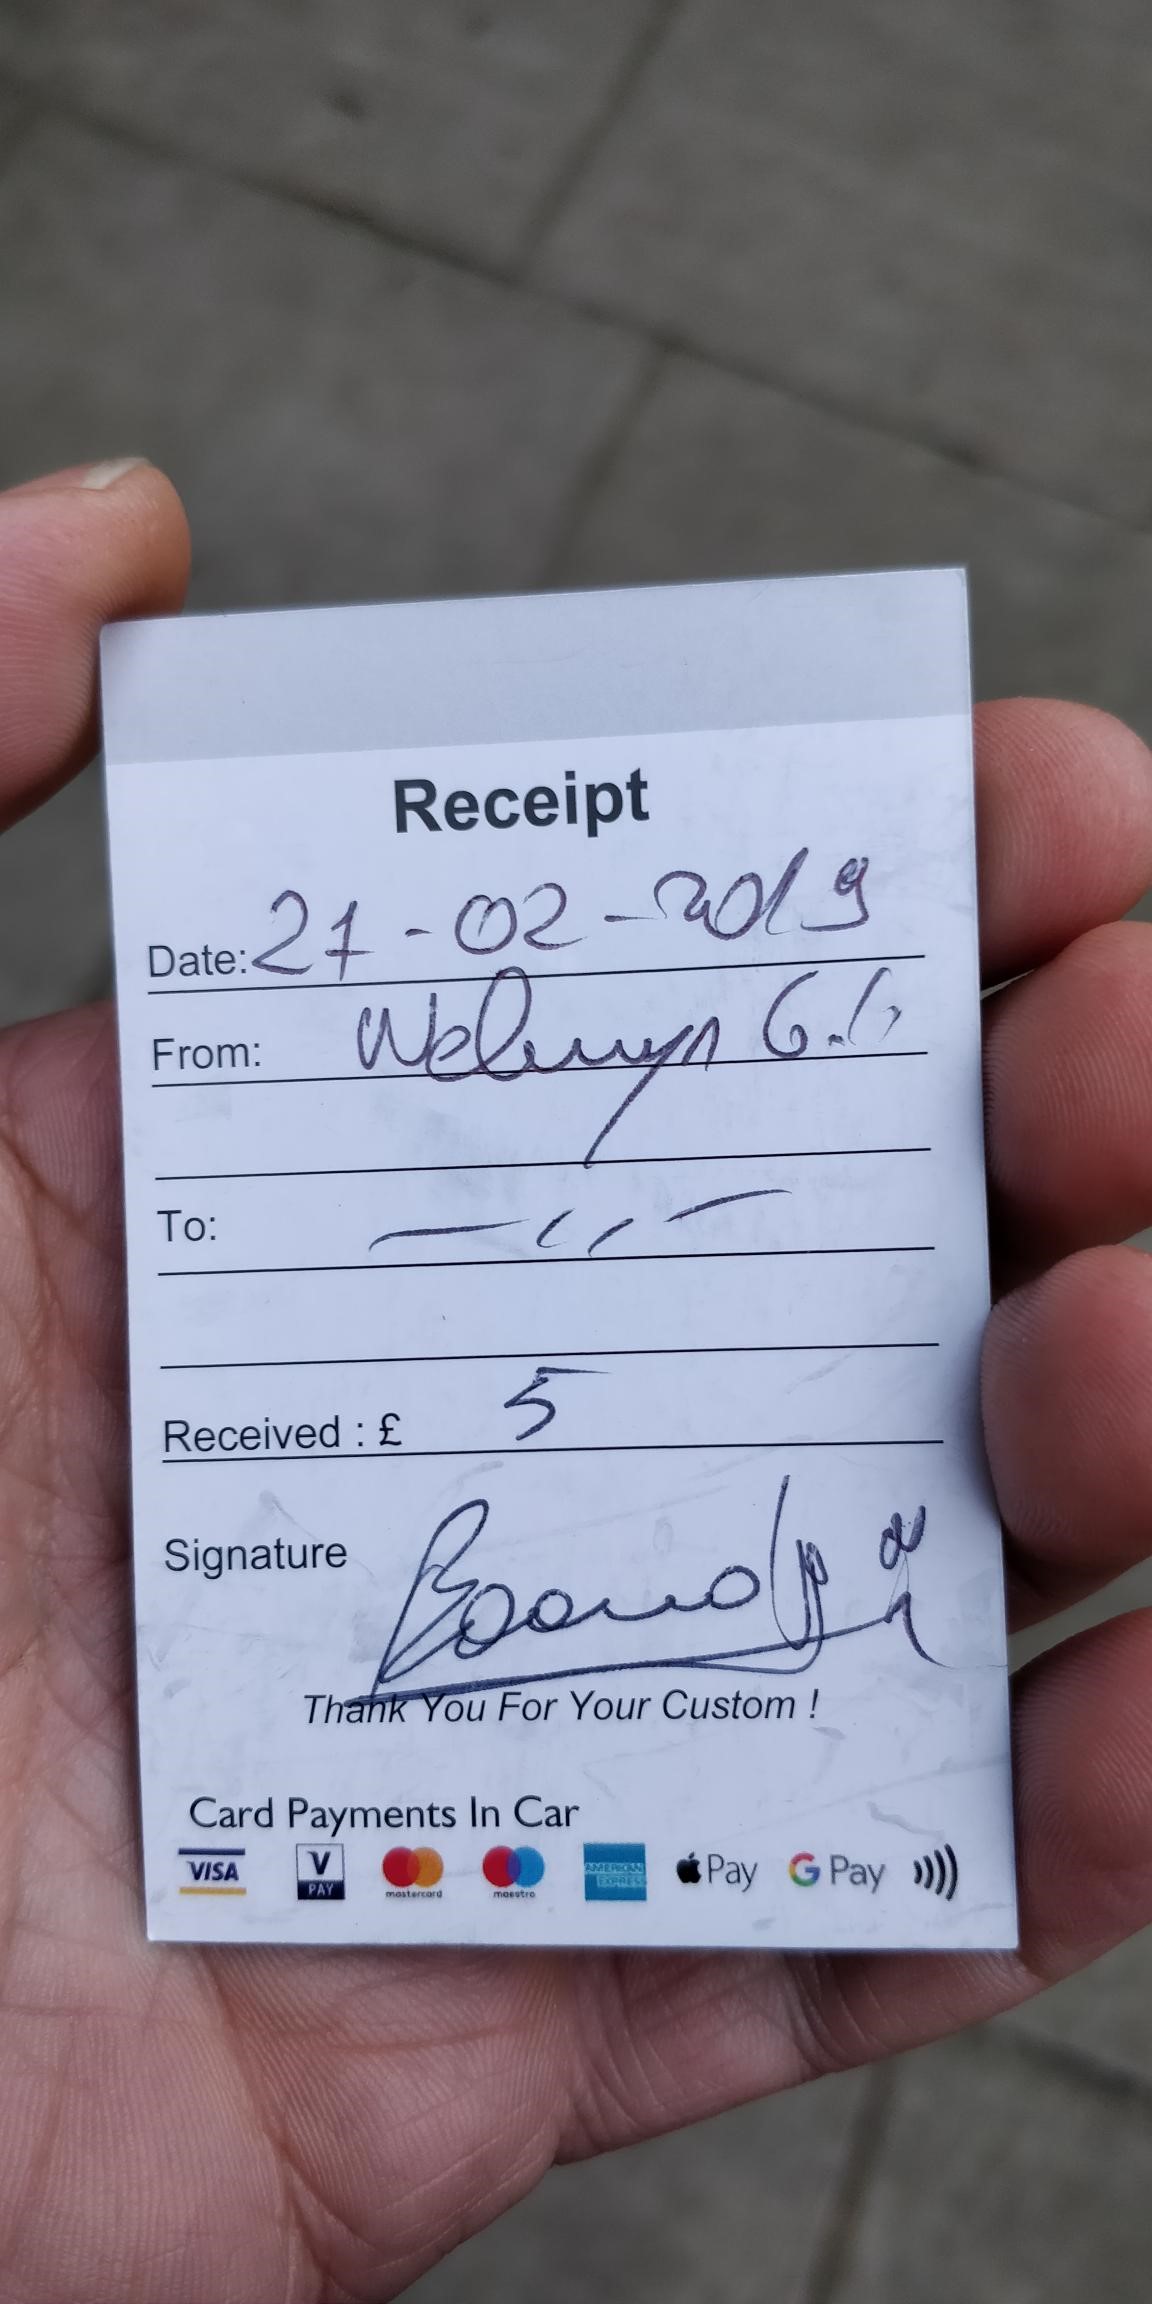 Receipt
Date: 27-02-2019
From: Welwyn G.C
To: — ,, —
Received : £ 5
Signature
Thank You For Your Custom !
Card Payments In Car
VISA V PAY mastercard maestro AMERICAN EXPRESS Pay G Pay